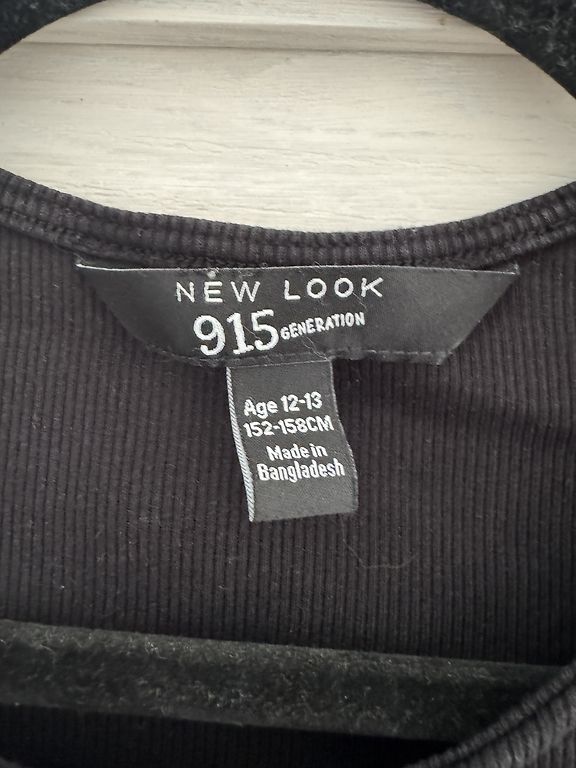 NEW LOOK
915 GENERATION
Age 12-13
152-158CM
Made in
Bangladesh